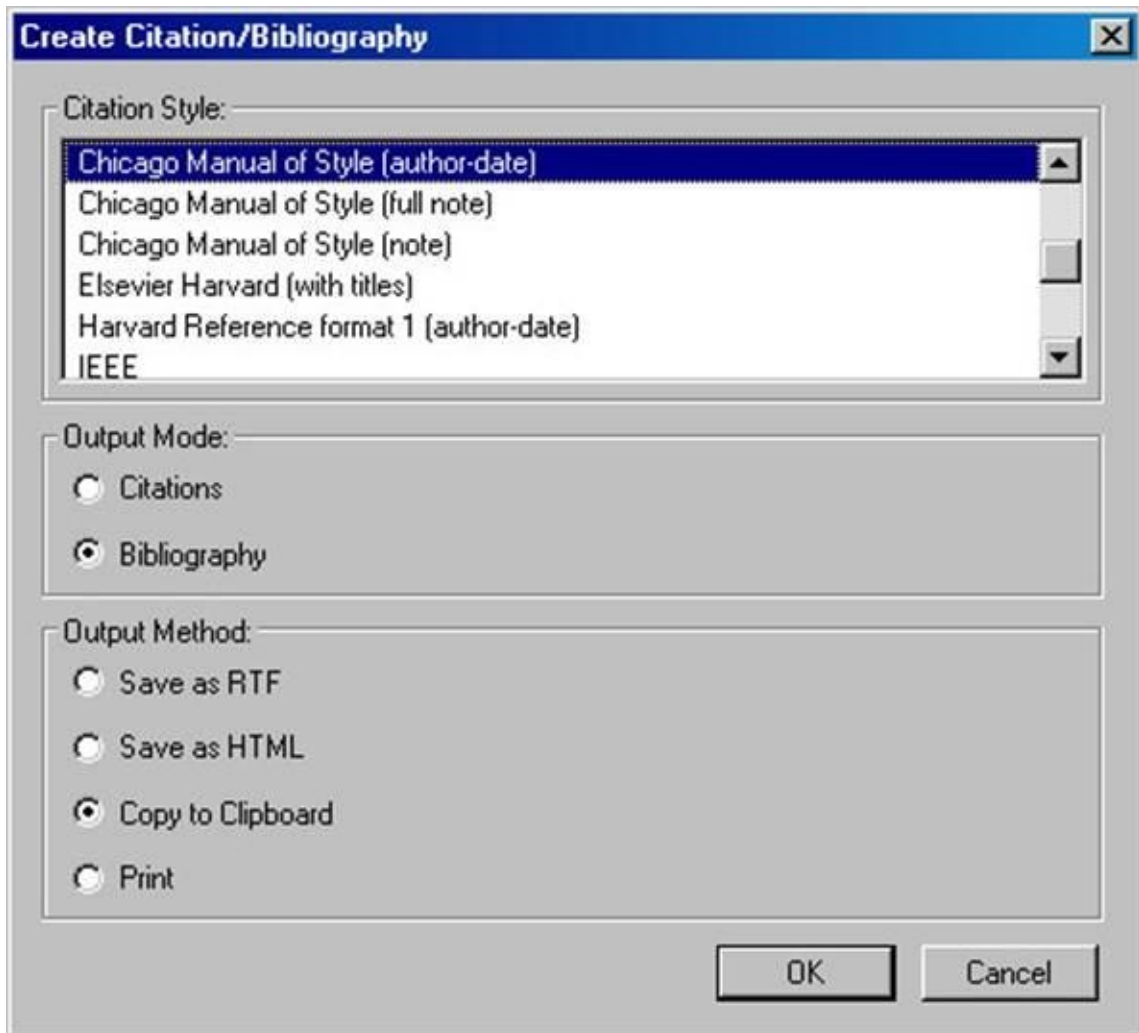 Create Citation/Bibliography
Citation Style:
Chicago Manual of Style (author-date)
Chicago Manual of Style (full note)
Chicago Manual of Style (note)
Elsevier Harvard (with titles)
Harvard Reference format 1 (author-date)
IEEE
Output Mode:
Citations
Bibliography
Output Method:
Save as RTF
Save as HTML
Copy to Clipboard
Print
OK Cancel